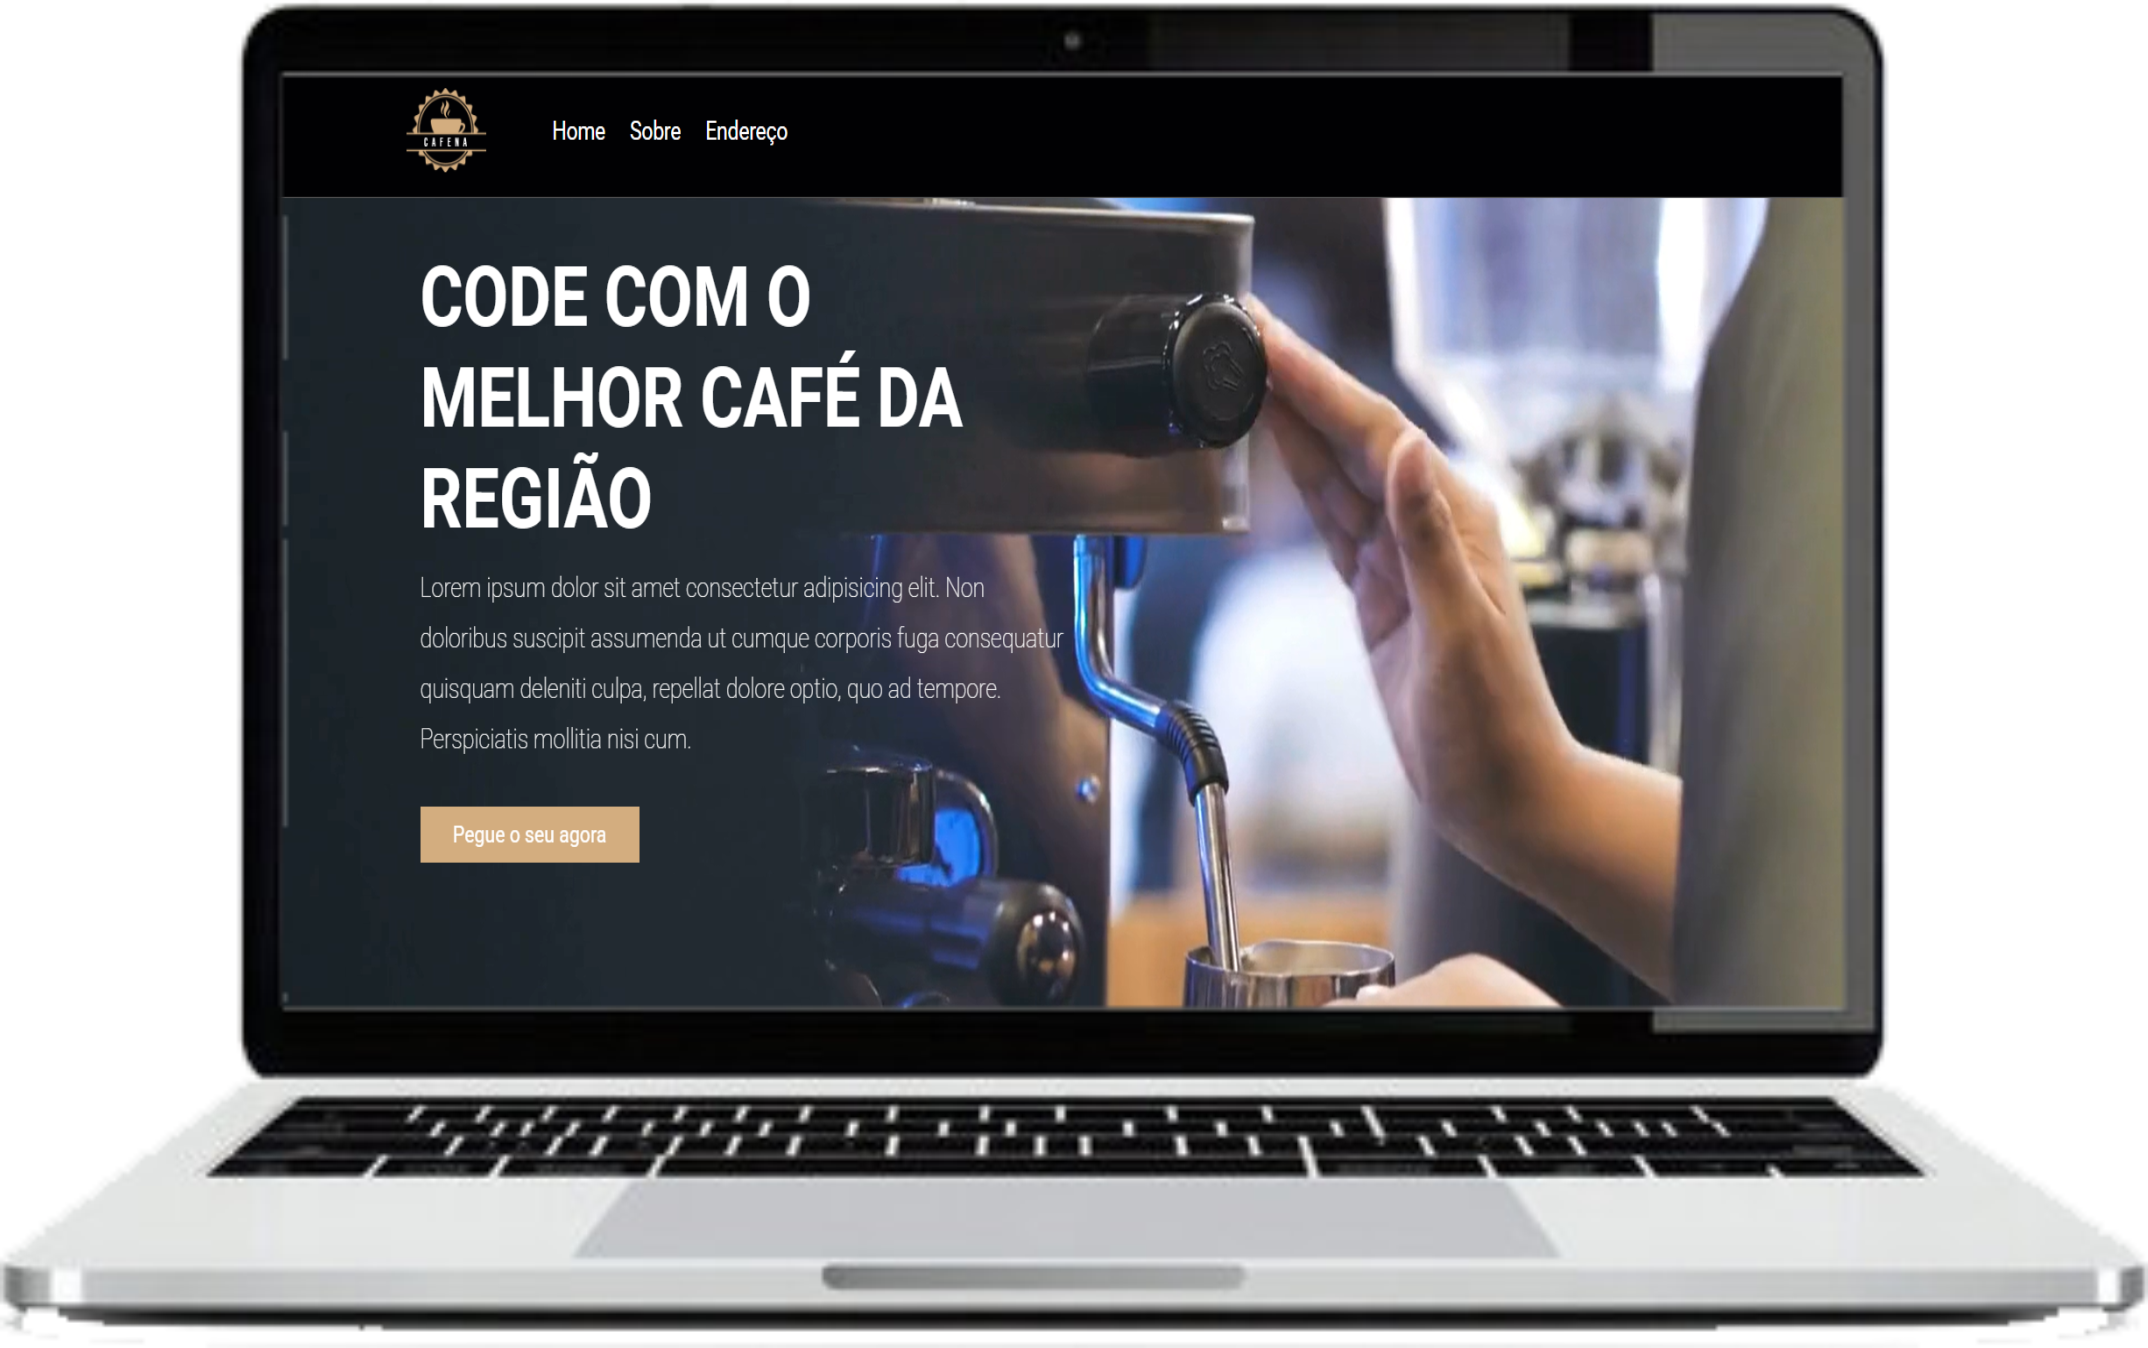 CAFENA
Home Sobre Endereço
CODE COM O
MELHOR CAFÉ DA
REGIÃO
Lorem ipsum dolor sit amet consectetur adipisicing elit. Non
doloribus suscipit assumenda ut cumque corporis fuga consequatur
quisquam deleniti culpa, repellat dolore optio, quo ad tempore.
Perspiciatis mollitia nisi cum.
Pegue o seu agora